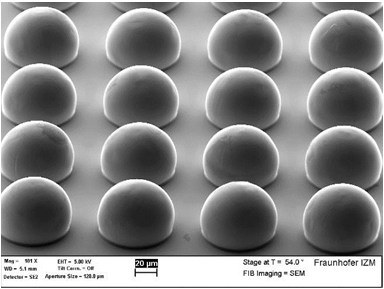 Mag = 101 X
EHT = 5.00 kV
20 µm
Stage at T = 54.0 °
Fraunhofer IZM
WD = 5.1 mm
Tilt Corrn. = Off
FIB Imaging = SEM
Detector = SE2
Aperture Size = 120.0 µm